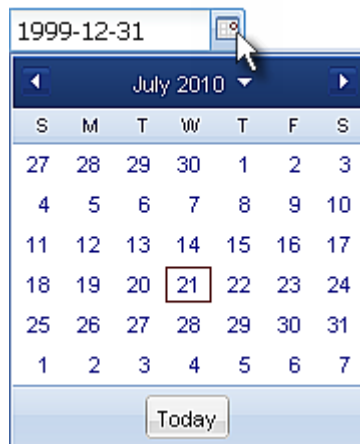 1999-12-31
July 2010
S M T W T F S
27 28 29 30 1 2 3
4 5 6 7 8 9 10
11 12 13 14 15 16 17
18 19 20 21 22 23 24
25 26 27 28 29 30 31
1 2 3 4 5 6 7
Today